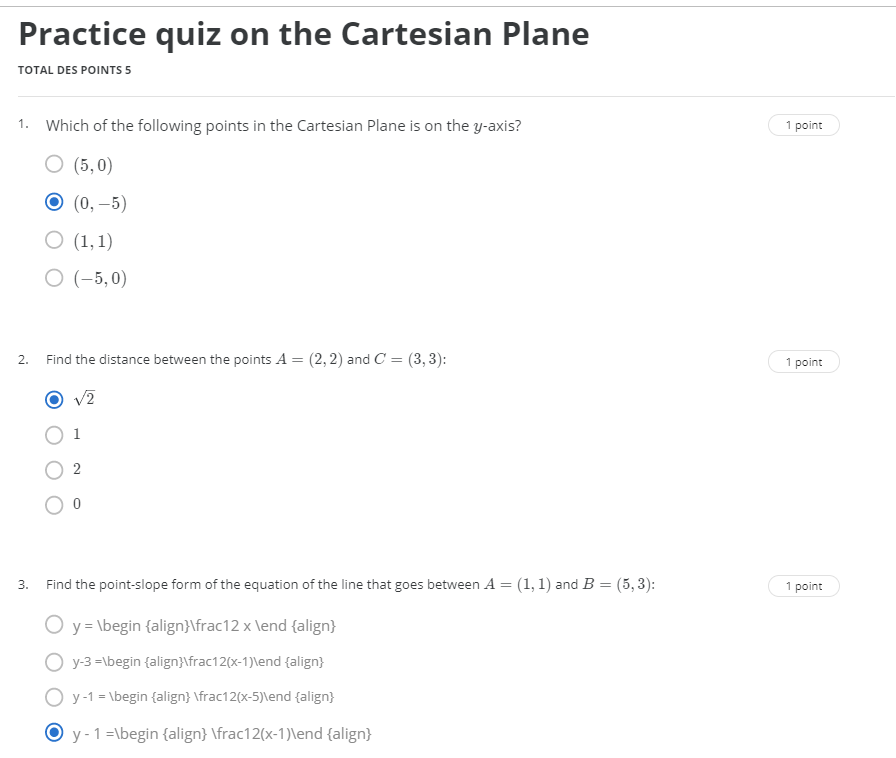 Practice quiz on the Cartesian Plane
TOTAL DES POINTS 5
1. Which of the following points in the Cartesian Plane is on the y-axis?
1 point
(5, 0)
(0, −5)
(1, 1)
(−5, 0)
2. Find the distance between the points A = (2, 2) and C = (3, 3):
1 point
√2
1
2
0
3. Find the point-slope form of the equation of the line that goes between A = (1, 1) and B = (5, 3):
1 point
y = \begin {align}\frac12 x \end {align}
y-3 =\begin {align}\frac12(x-1)\end {align}
y -1 = \begin {align} \frac12(x-5)\end {align}
y - 1 =\begin {align} \frac12(x-1)\end {align}